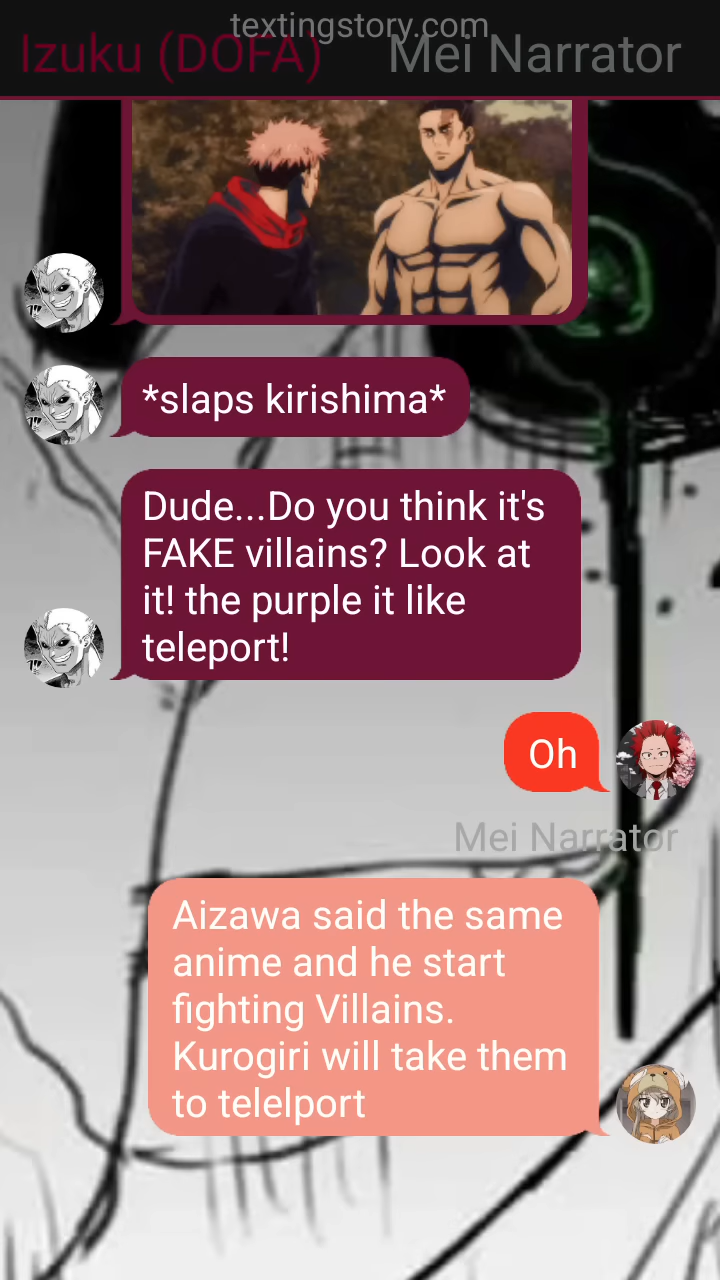 textingstory.com
Izuku (DOFA) Mei Narrator
*slaps kirishima*
Dude...Do you think it's
FAKE villains? Look at
it! the purple it like
teleport!
Oh
Mei Narrator
Aizawa said the same
anime and he start
fighting Villains.
Kurogiri will take them
to telelport